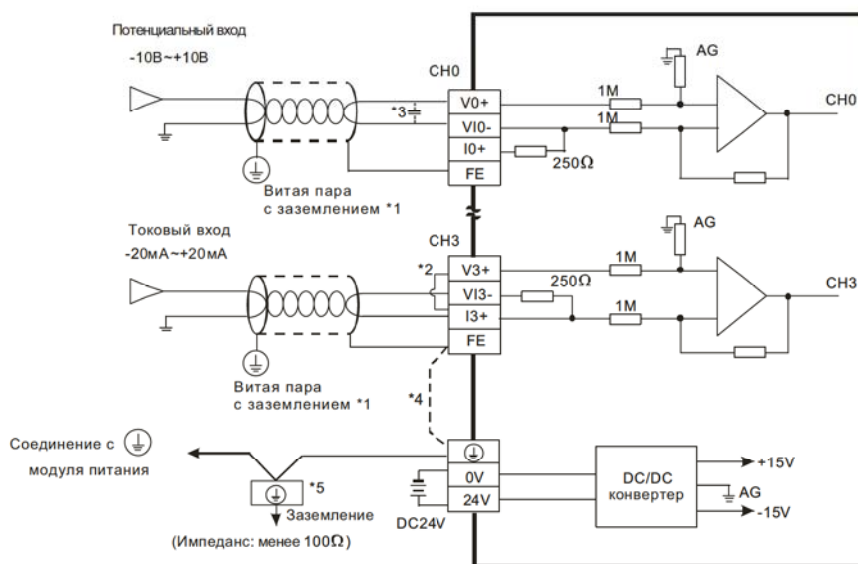 Потенциальный вход
-10В~+10В
CH0
V0+
VI0-
I0+
FE
*3
1M
1M
250Ω
AG
CH0
Витая пара
с заземлением *1
Токовый вход
-20мА~+20мА
CH3
*2
V3+
VI3-
I3+
FE
250Ω
1M
1M
AG
CH3
Витая пара
с заземлением *1
*4
Соединение с
модуля питания
*5
Заземление
(Импеданс: менее 100Ω)
0V
24V
DC24V
DC/DC
конвертер
+15V
AG
-15V